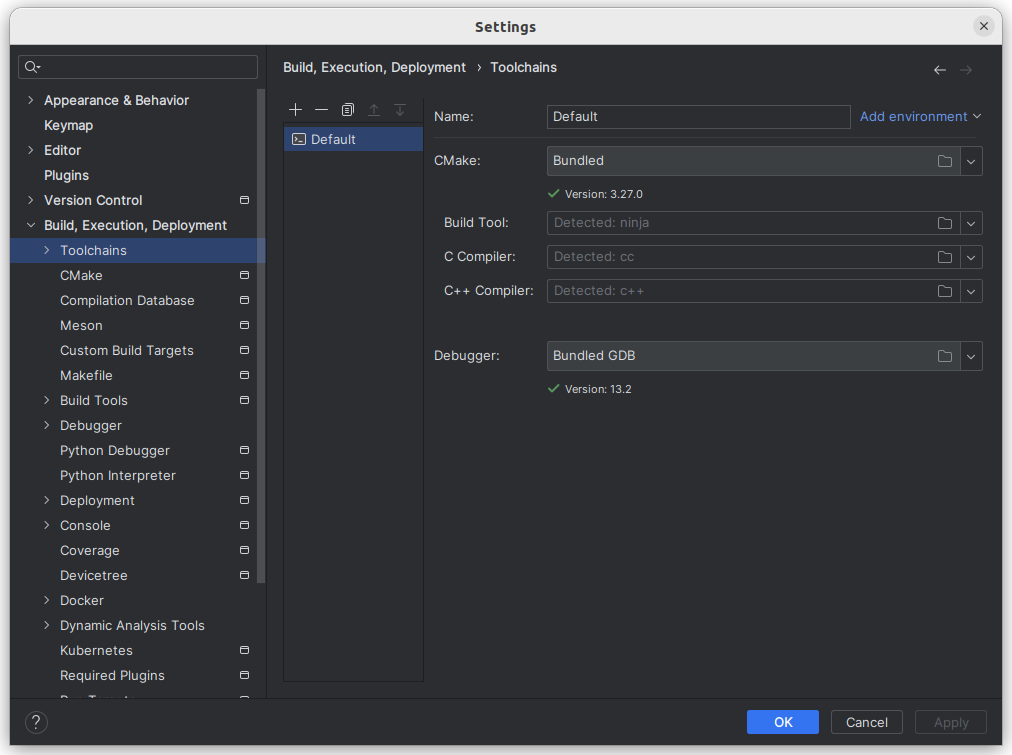 Settings
Build, Execution, Deployment › Toolchains
Appearance & Behavior
Keymap
Editor
Plugins
Version Control
Build, Execution, Deployment
Toolchains
CMake
Compilation Database
Meson
Custom Build Targets
Makefile
Build Tools
Debugger
Python Debugger
Python Interpreter
Deployment
Console
Coverage
Devicetree
Docker
Dynamic Analysis Tools
Kubernetes
Required Plugins
Default
Name: Default Add environment
CMake: Bundled
Version: 3.27.0
Build Tool: Detected: ninja
C Compiler: Detected: cc
C++ Compiler: Detected: c++
Debugger: Bundled GDB
Version: 13.2
? OK Cancel Apply